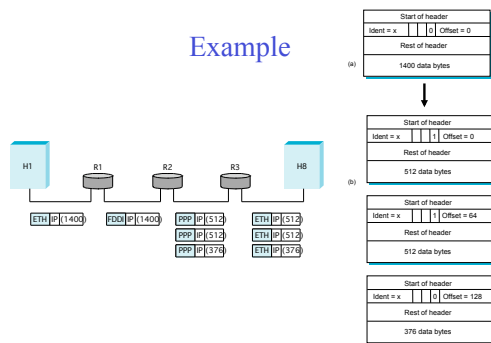 Example
H1
R1
R2
R3
H8
ETH IP (1400)
FDDI IP (1400)
PPP IP (512)
PPP IP (512)
PPP IP (376)
ETH IP (512)
ETH IP (512)
ETH IP (376)
(a)
Start of header
Ident = x 0 Offset = 0
Rest of header
1400 data bytes
(b)
Start of header
Ident = x 1 Offset = 0
Rest of header
512 data bytes
Start of header
Ident = x 1 Offset = 64
Rest of header
512 data bytes
Start of header
Ident = x 0 Offset = 128
Rest of header
376 data bytes